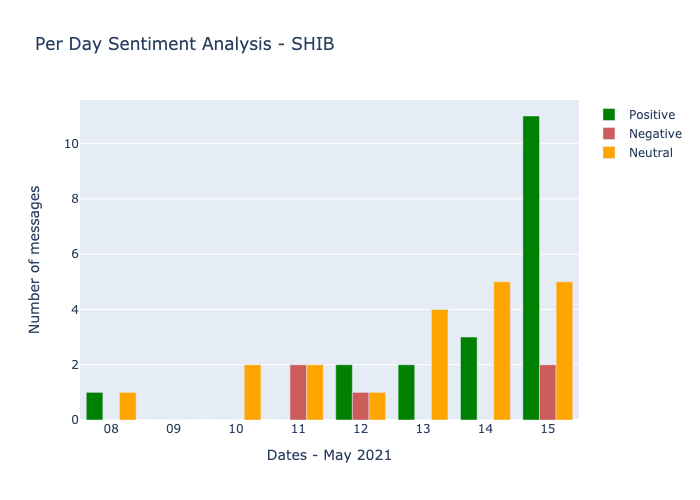 Per Day Sentiment Analysis - SHIB
Positive
Negative
Neutral
10
8
6
4
2
0
Number of messages
08 09 10 11 12 13 14 15
Dates - May 2021